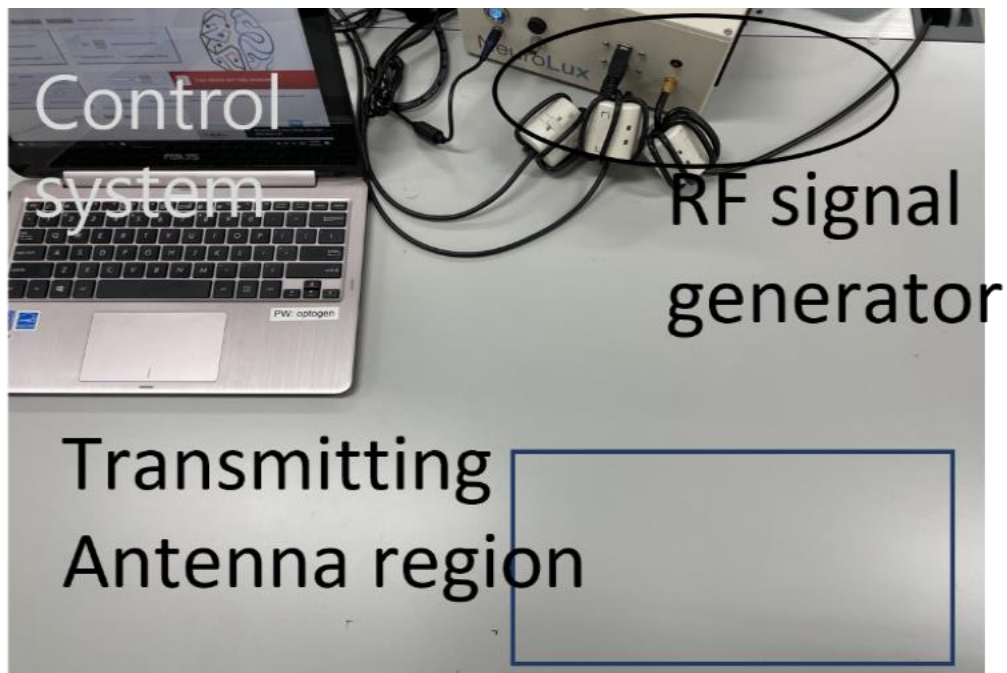 Control
system
NeuroLux
ASUS
RF signal
generator
PW: optogen
Transmitting
Antenna region